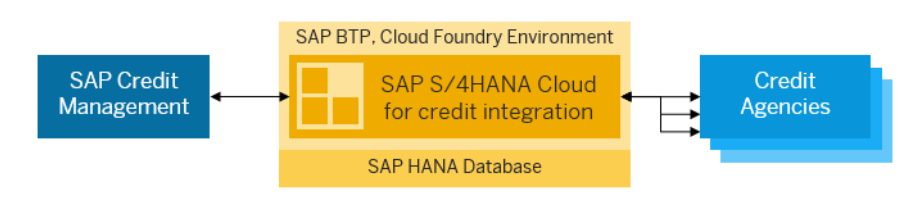 SAP BTP, Cloud Foundry Environment
SAP Credit
Management
SAP S/4HANA Cloud
for credit integration
Credit
Agencies
SAP HANA Database